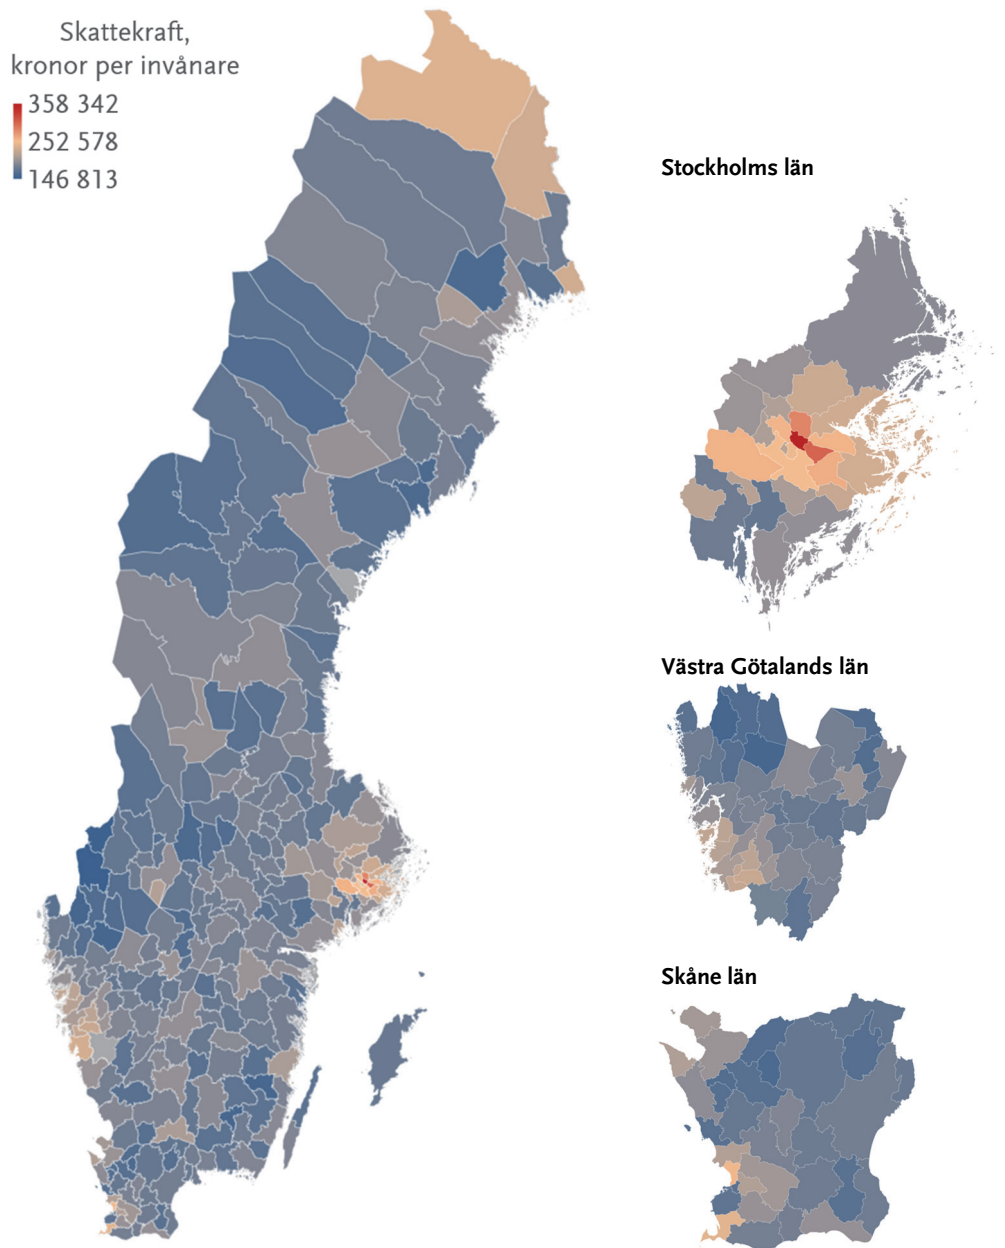 Skattekraft,
kronor per invånare
358 342
252 578
146 813
Stockholms län
Västra Götalands län
Skåne län